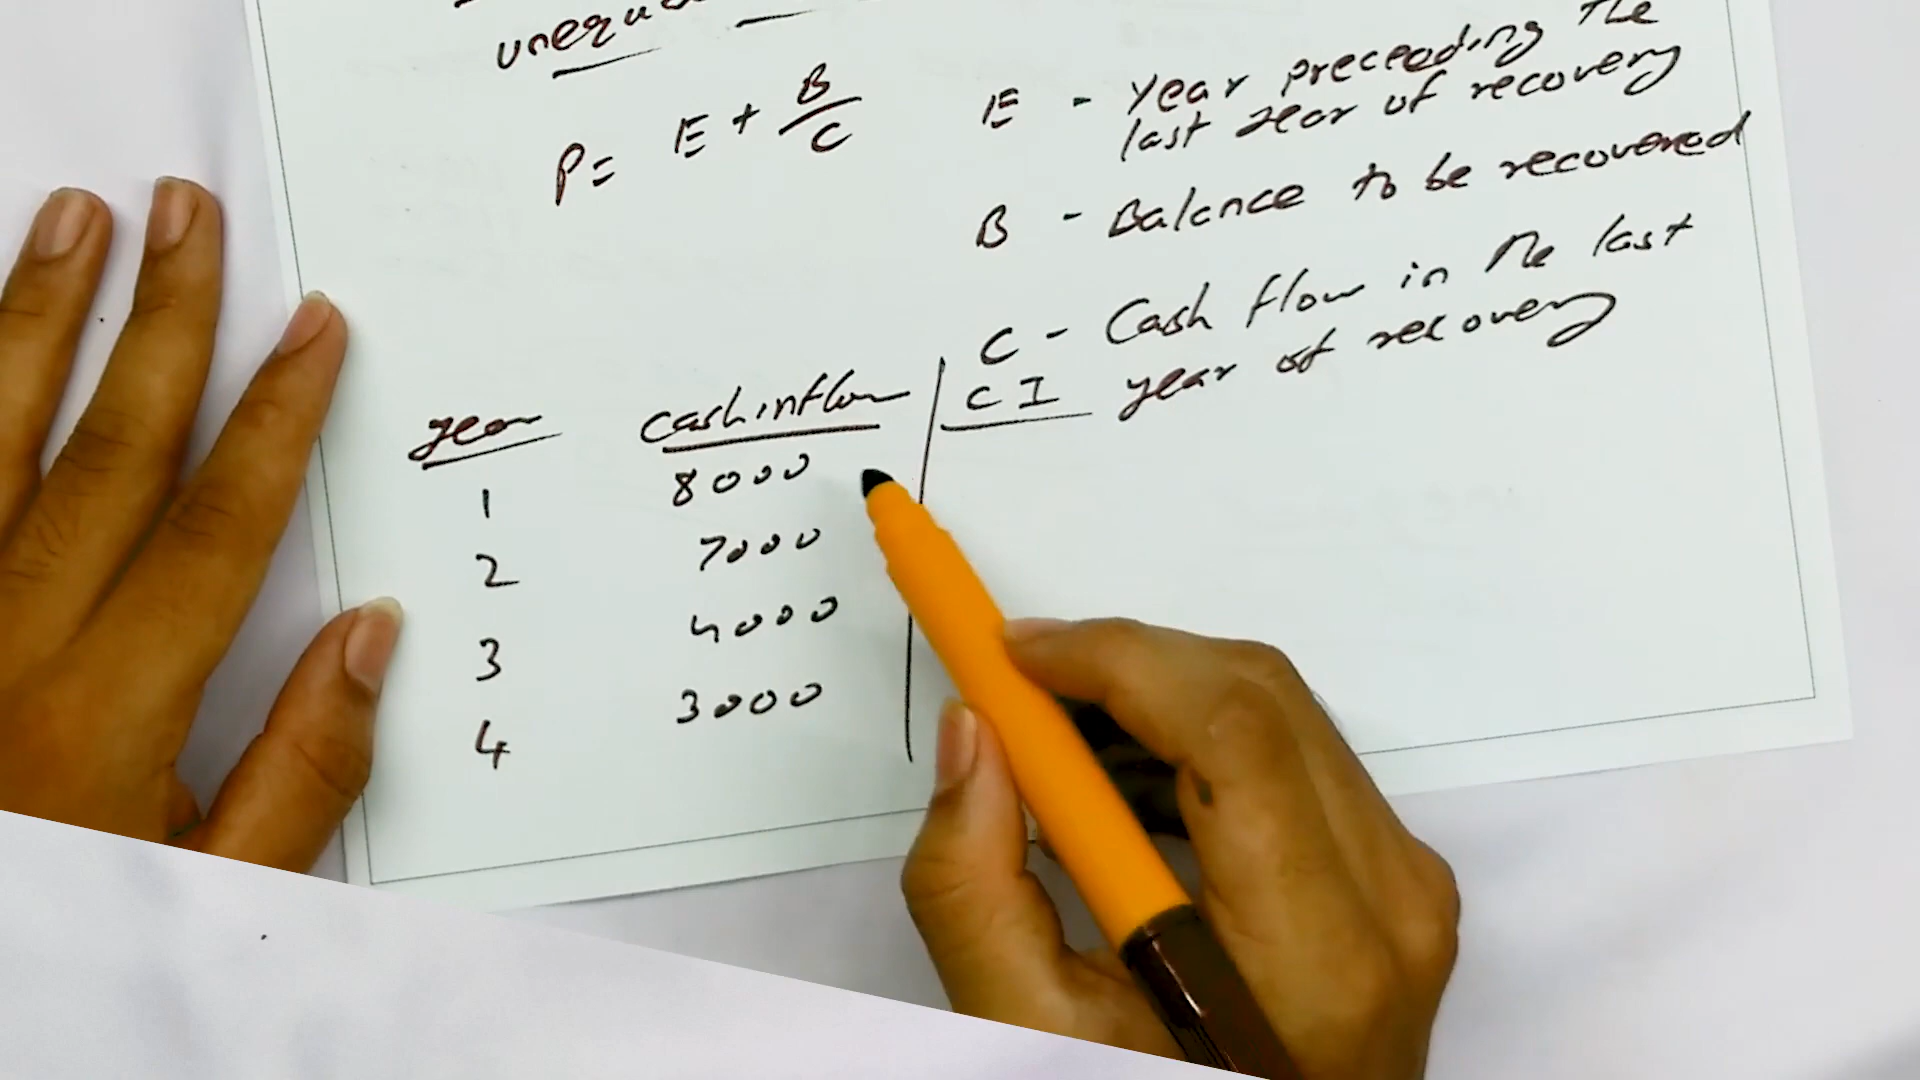 P = E + B/C
E - Year preceeding the
last year of recovery
B - Balance to be recovered
C - Cash flow in the last
year of recovery
year cash inflow CI
1 8000
2 7000
3 4000
4 3000